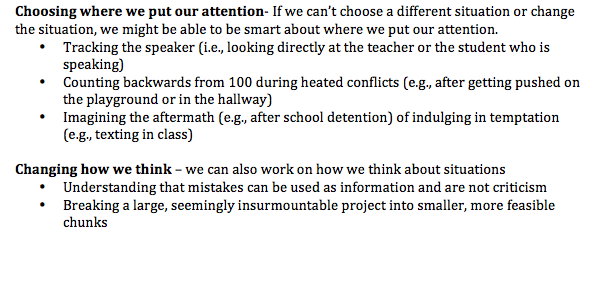 Choosing where we put our attention- If we can't choose a different situation or change
the situation, we might be able to be smart about where we put our attention.
• Tracking the speaker (i.e., looking directly at the teacher or the student who is
speaking)
• Counting backwards from 100 during heated conflicts (e.g., after getting pushed on
the playground or in the hallway)
• Imagining the aftermath (e.g., after school detention) of indulging in temptation
(e.g., texting in class)
Changing how we think – we can also work on how we think about situations
• Understanding that mistakes can be used as information and are not criticism
• Breaking a large, seemingly insurmountable project into smaller, more feasible
chunks